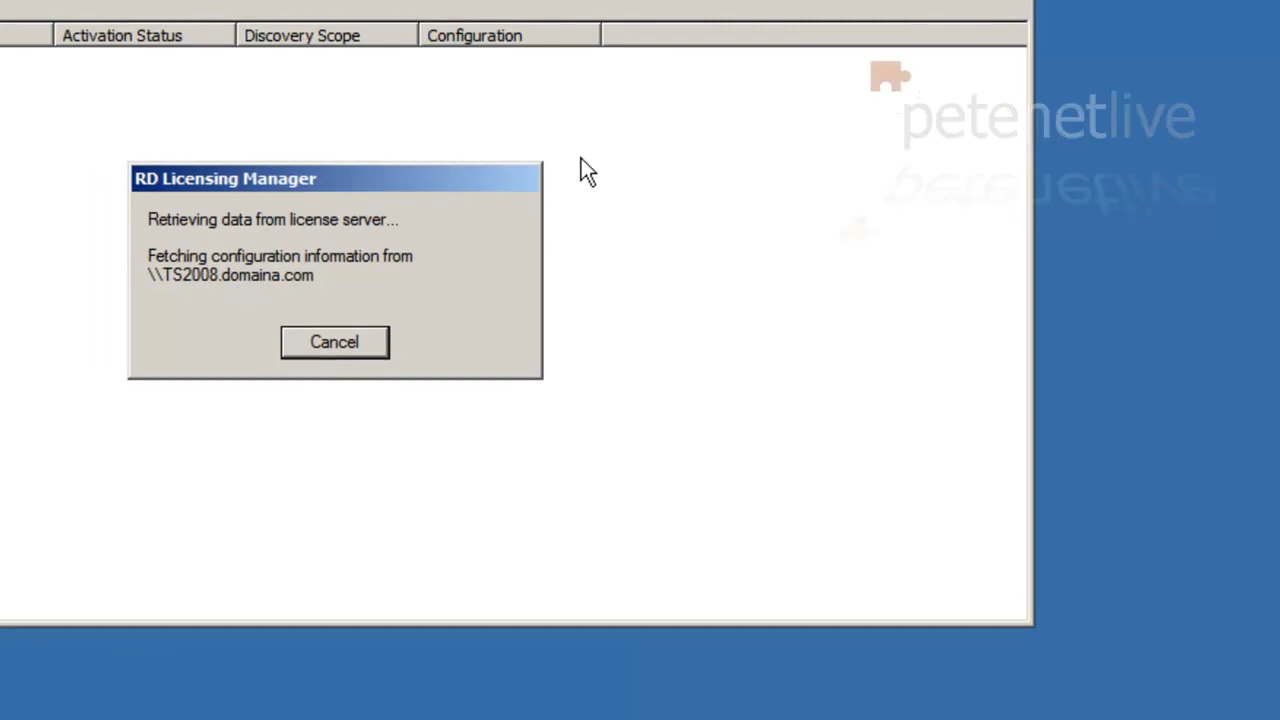 Activation Status
Discovery Scope
Configuration
petenetlive
RD Licensing Manager
Retrieving data from license server...
Fetching configuration information from
\\TS2008.domaina.com
Cancel